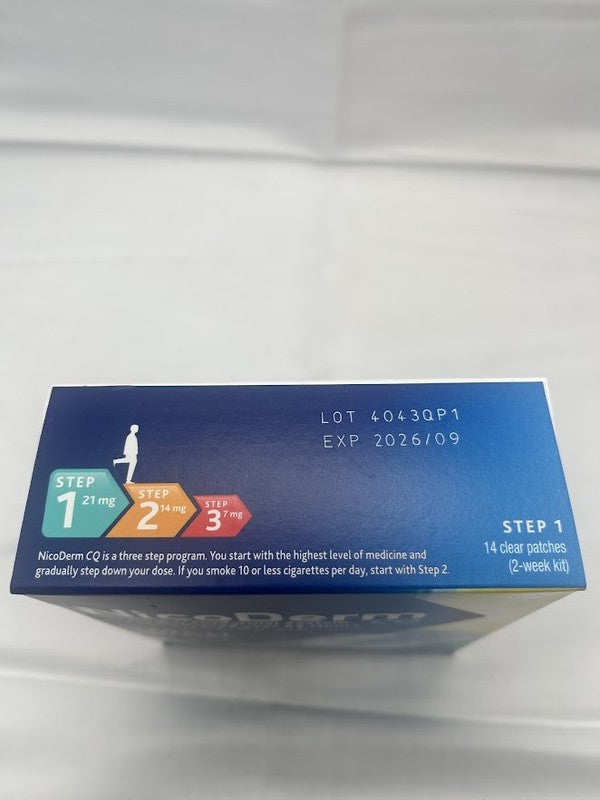 LOT 4043QP1
EXP 2026/09
STEP
1 21 mg
STEP
2 14 mg
STEP
3 7 mg
NicoDerm CQ is a three step program. You start with the highest level of medicine and
gradually step down your dose. If you smoke 10 or less cigarettes per day, start with Step 2.
STEP 1
14 clear patches
(2-week kit)
NicoDerm